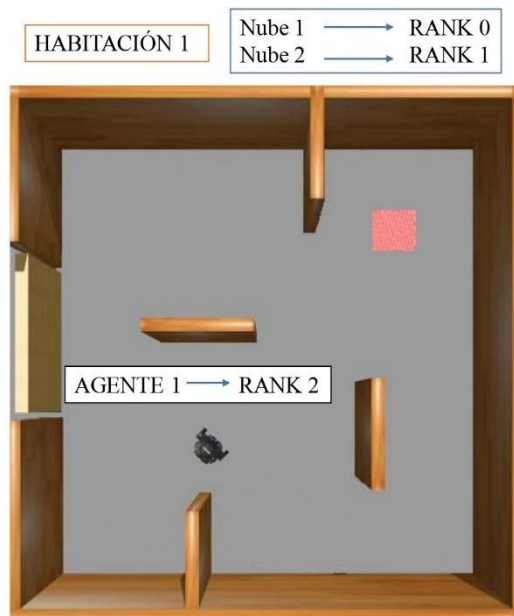 HABITACIÓN 1
Nube 1 → RANK 0
Nube 2 → RANK 1
AGENTE 1 → RANK 2